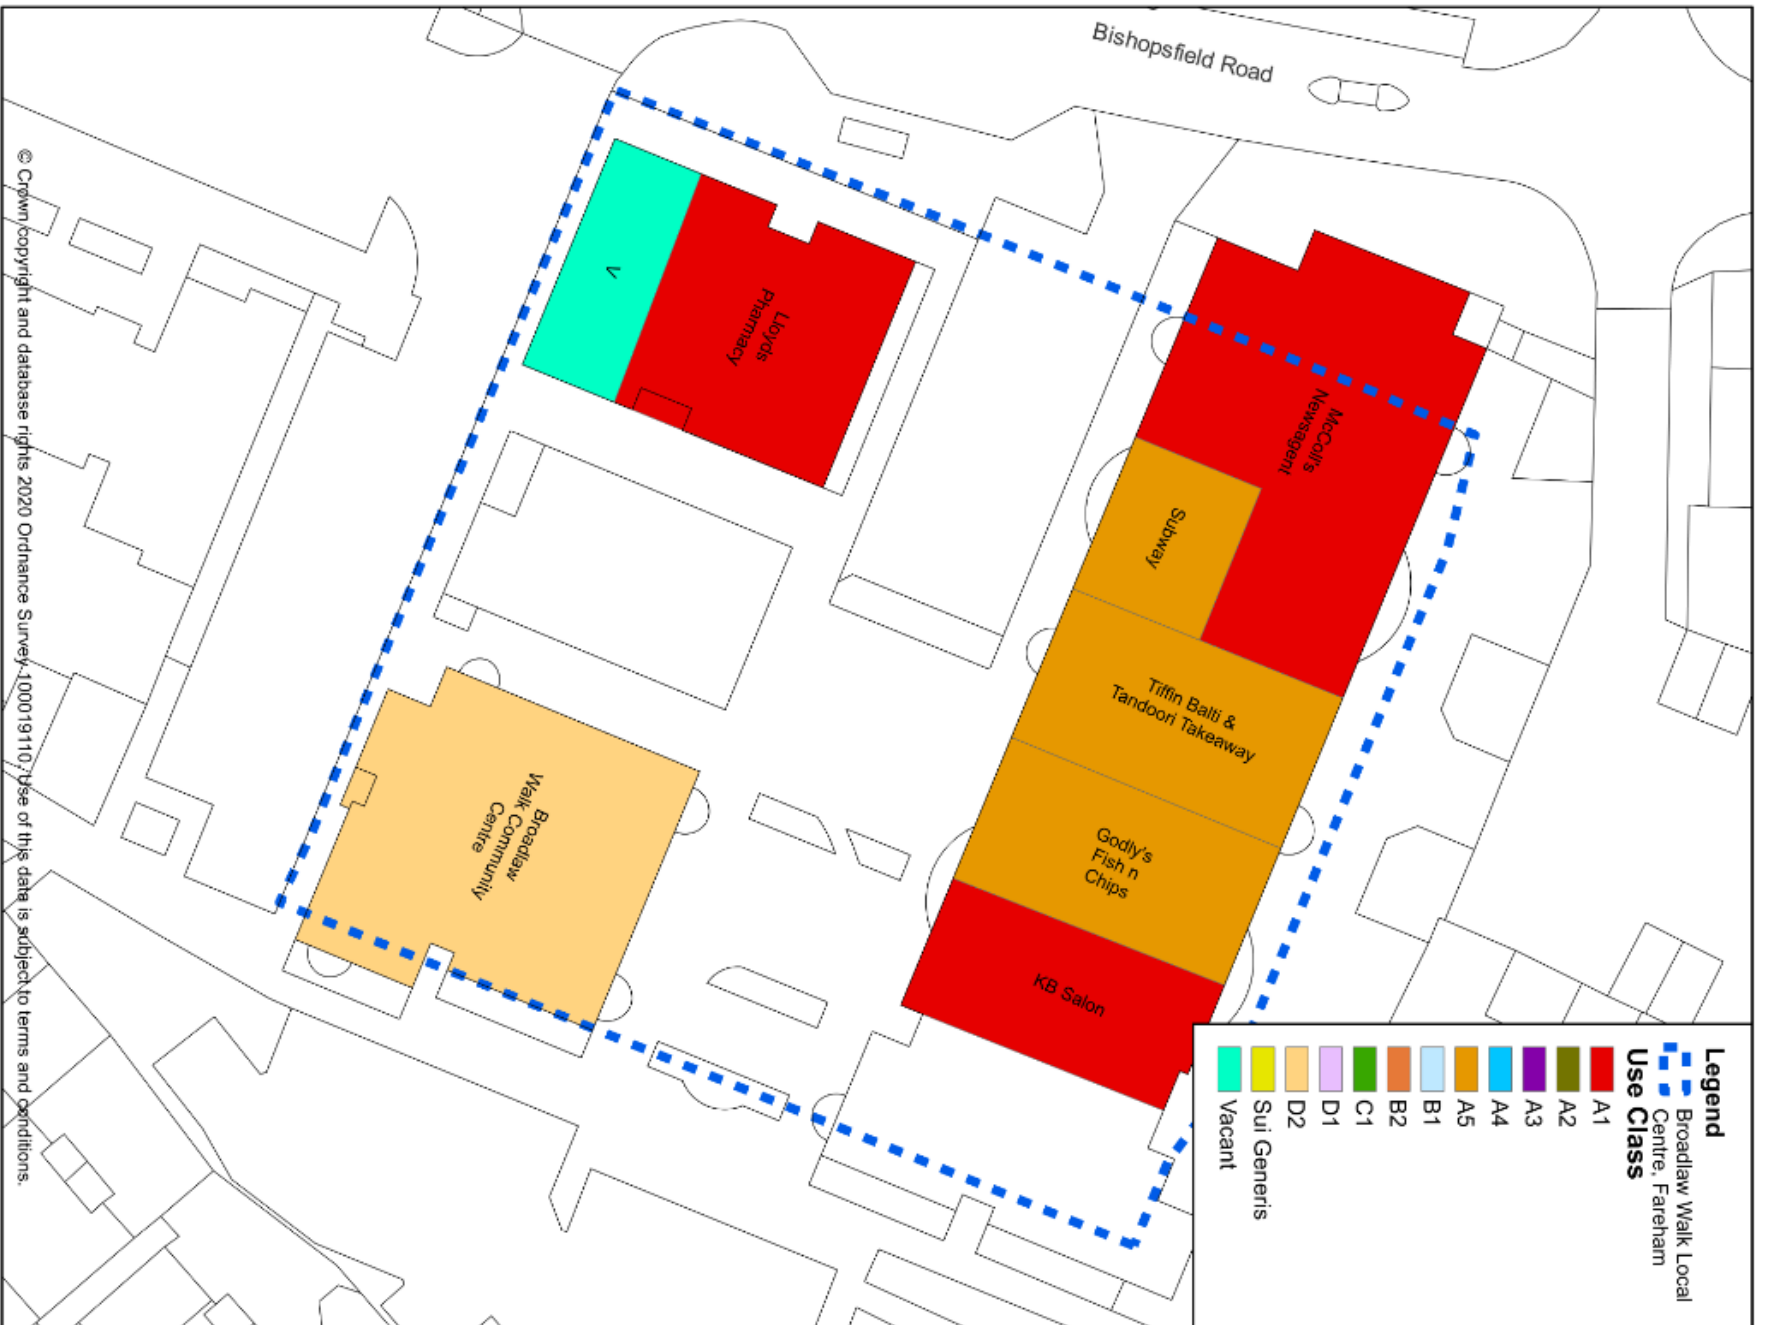 Bishopsfield Road
V
Lloyds
Pharmacy
McColl's
Newsagent
Subway
Tiffin Balti &
Tandoori Takeaway
Godly's
Fish n
Chips
KB Salon
Broadlaw
Walk Community
Centre
Legend
Broadlaw Walk Local
Centre, Fareham
Use Class
A1
A2
A3
A4
A5
B1
B2
C1
D1
D2
Sui Generis
Vacant
© Crown copyright and database rights 2020 Ordnance Survey 100019110. Use of this data is subject to terms and conditions.